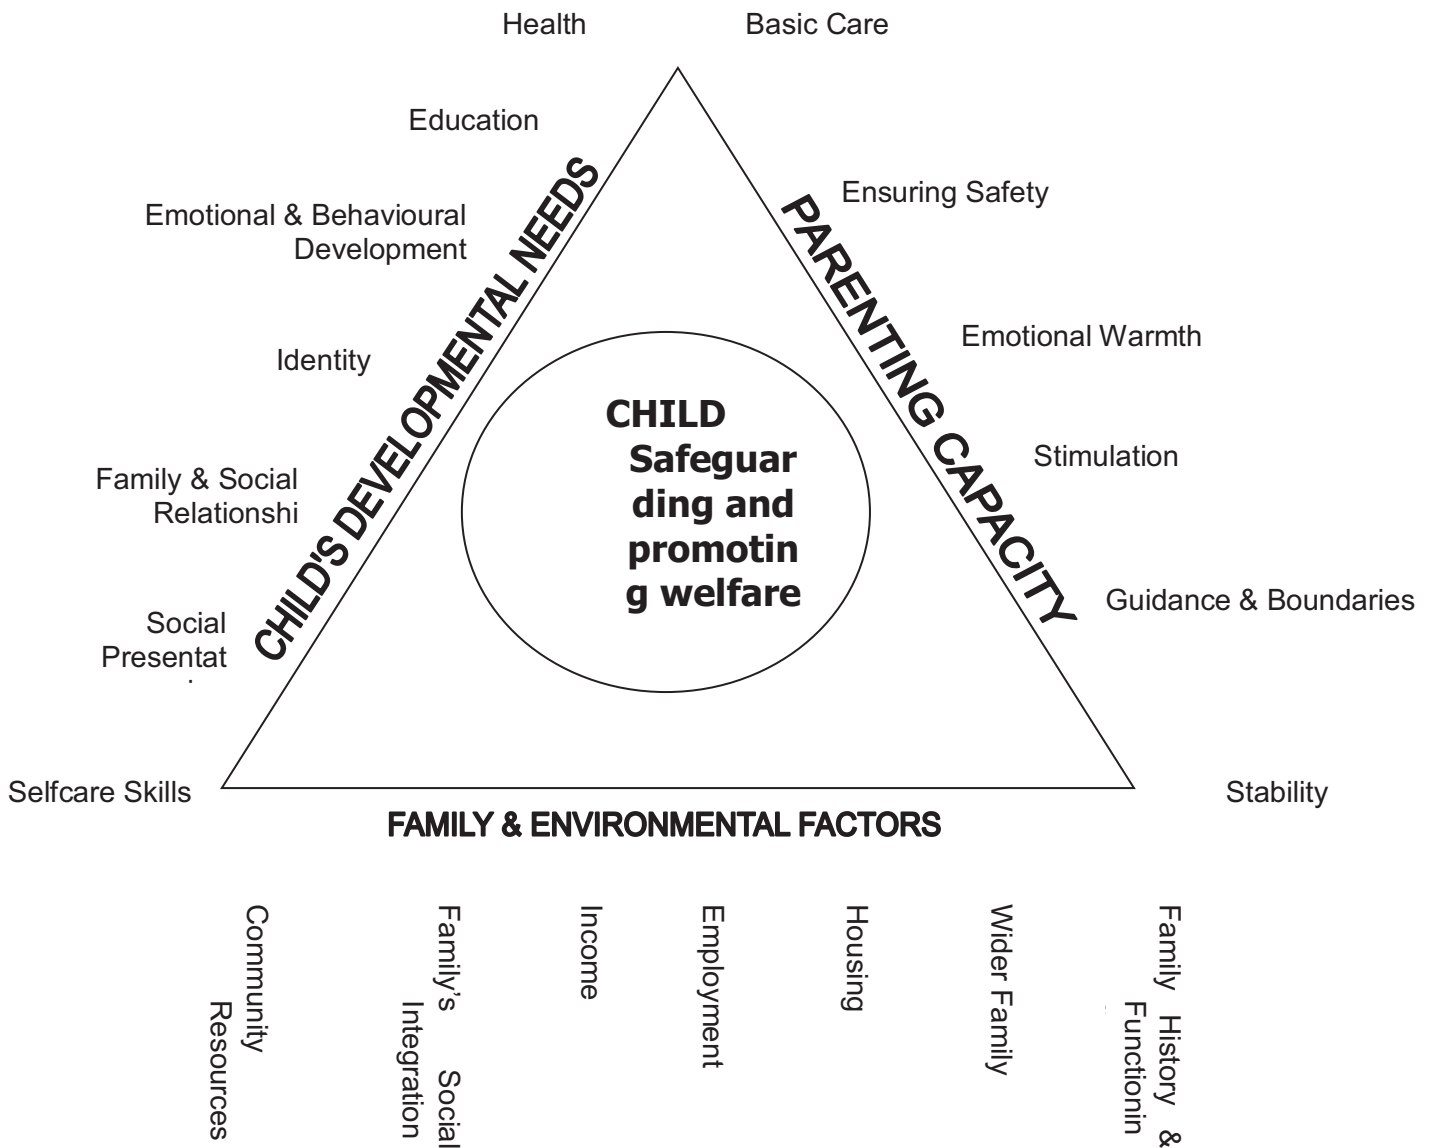 Health
Basic Care
Education
Ensuring Safety
Emotional & Behavioural
Development
Emotional Warmth
Identity
Stimulation
Family & Social
Relationshi
Guidance & Boundaries
Social
Presentat
Selfcare Skills
Stability
CHILD'S DEVELOPMENTAL NEEDS
PARENTING CAPACITY
CHILD
Safeguar
ding and
promotin
g welfare
FAMILY & ENVIRONMENTAL FACTORS
Community
Resources
Family’s Social
Integration
Income
Employment
Housing
Wider Family
Family History &
Functionin